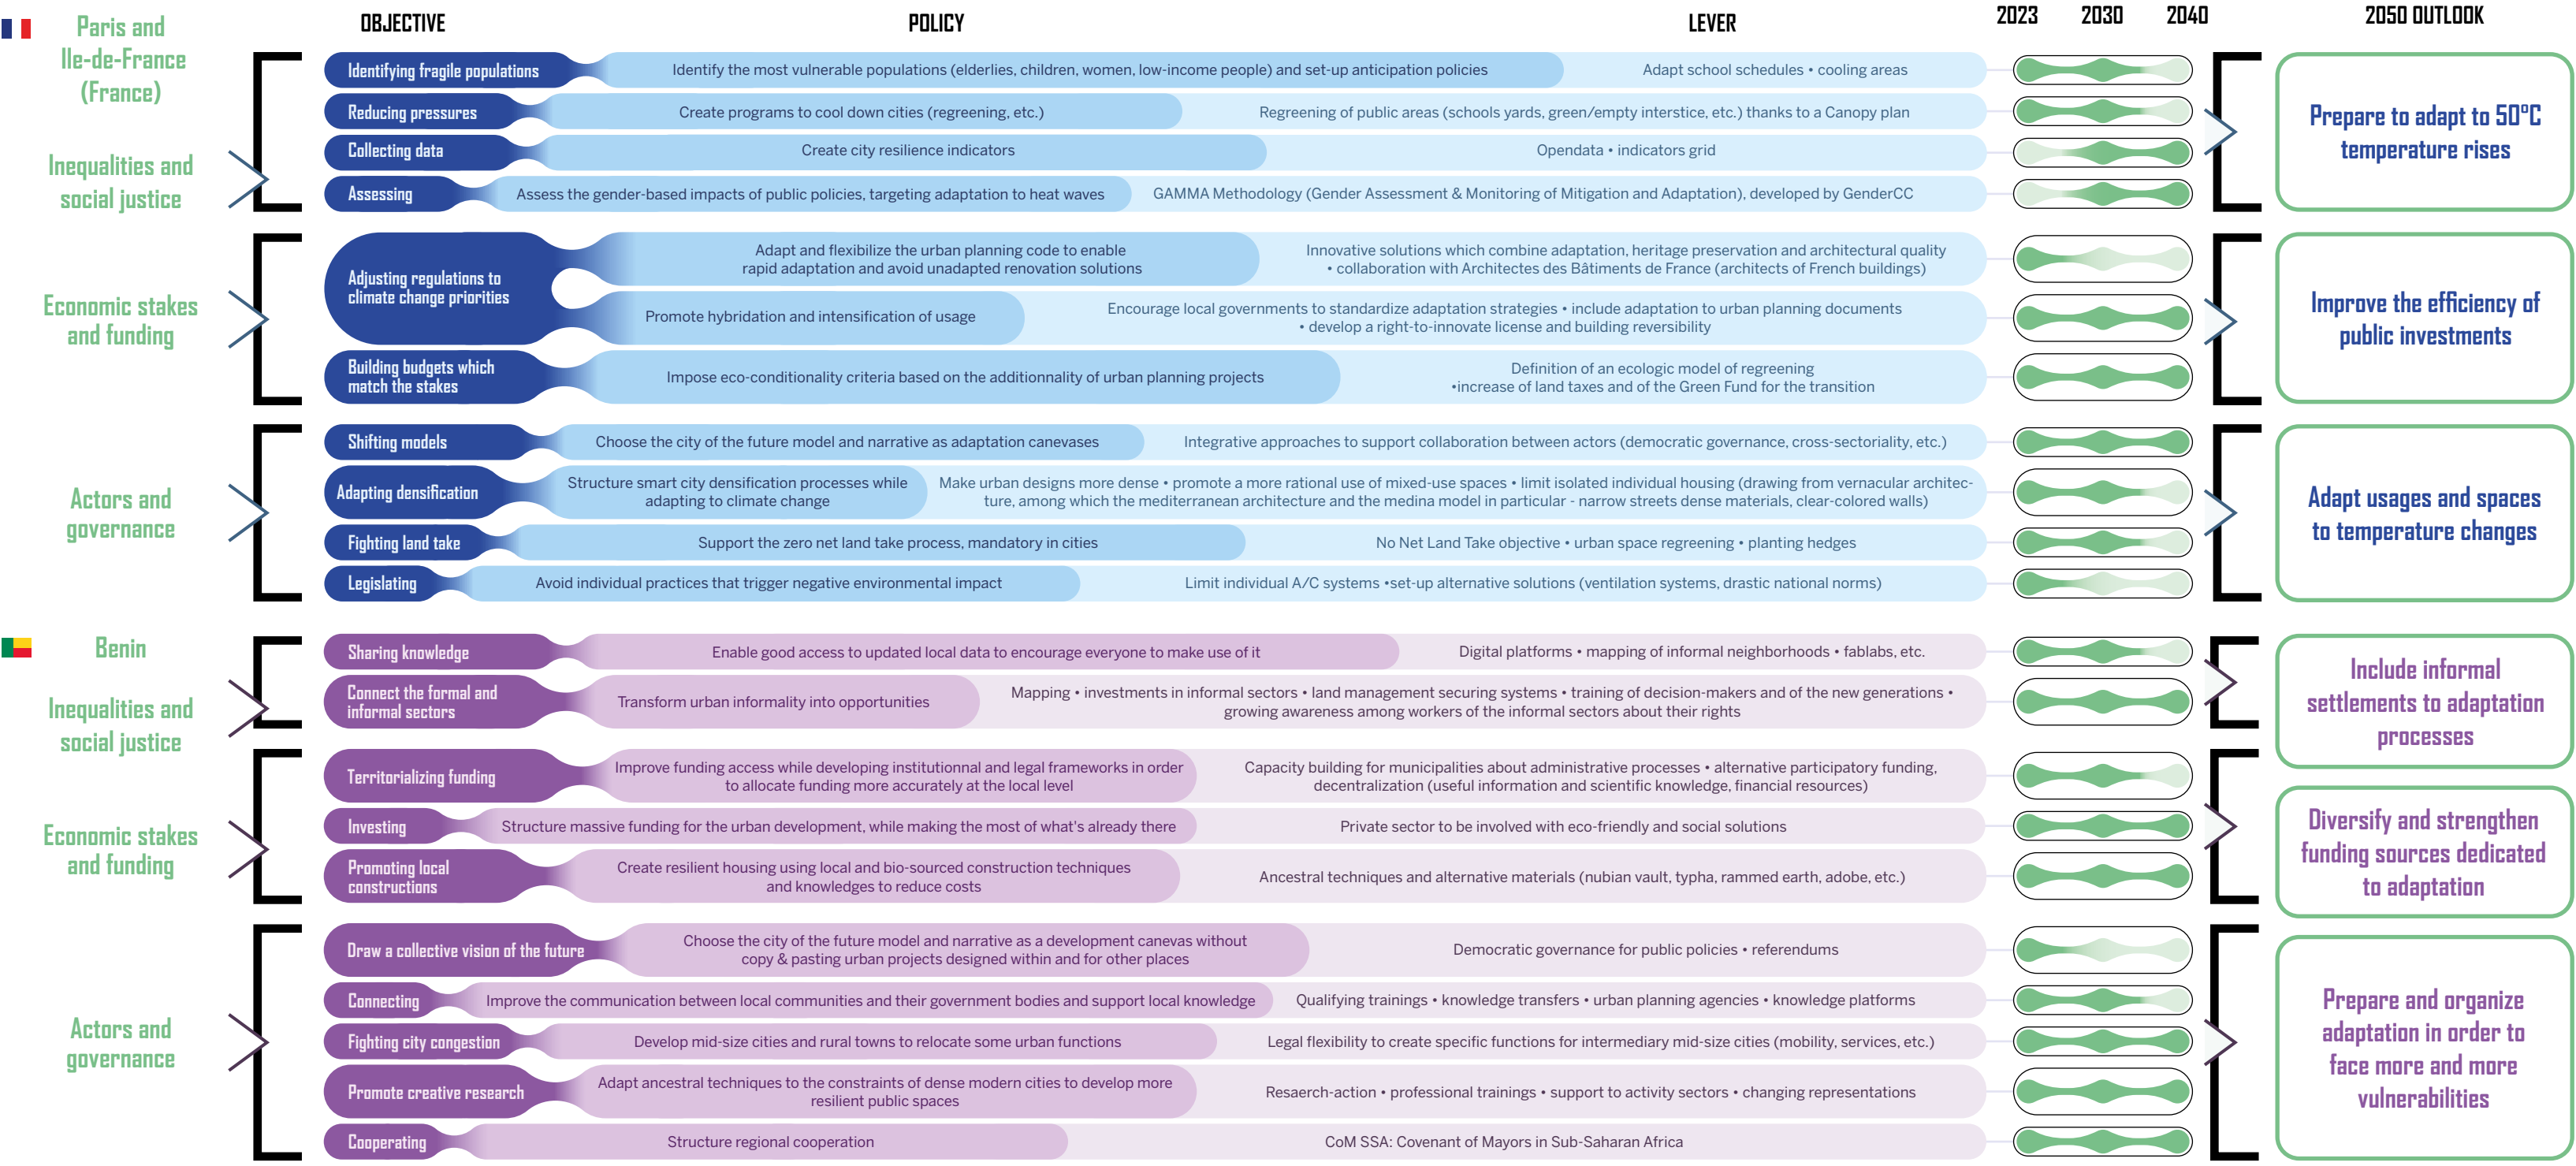 Paris and
Ile-de-France
(France)
OBJECTIVE
POLICY
LEVER
2023
2030
2040
2050 OUTLOOK
Inequalities and
social justice
Identifying fragile populations
Identify the most vulnerable populations (elderlies, children, women, low-income people) and set-up anticipation policies
Adapt school schedules • cooling areas
Reducing pressures
Create programs to cool down cities (regreening, etc.)
Regreening of public areas (schools yards, green/empty interstice, etc.) thanks to a Canopy plan
Collecting data
Create city resilience indicators
Opendata • indicators grid
Assessing
Assess the gender-based impacts of public policies, targeting adaptation to heat waves
GAMMA Methodology (Gender Assessment & Monitoring of Mitigation and Adaptation), developed by GenderCC
Prepare to adapt to 50°C
temperature rises
Economic stakes
and funding
Adjusting regulations to
climate change priorities
Adapt and flexibilize the urban planning code to enable
rapid adaptation and avoid unadapted renovation solutions
Innovative solutions which combine adaptation, heritage preservation and architectural quality
• collaboration with Architectes des Bâtiments de France (architects of French buildings)
Promote hybridation and intensification of usage
Encourage local governments to standardize adaptation strategies • include adaptation to urban planning documents
• develop a right-to-innovate license and building reversibility
Building budgets which
match the stakes
Impose eco-conditionality criteria based on the additionnality of urban planning projects
Definition of an ecologic model of regreening
•increase of land taxes and of the Green Fund for the transition
Improve the efficiency of
public investments
Actors and
governance
Shifting models
Choose the city of the future model and narrative as adaptation canevases
Integrative approaches to support collaboration between actors (democratic governance, cross-sectoriality, etc.)
Adapting densification
Structure smart city densification processes while
adapting to climate change
Make urban designs more dense • promote a more rational use of mixed-use spaces • limit isolated individual housing (drawing from vernacular architec-
ture, among which the mediterranean architecture and the medina model in particular - narrow streets dense materials, clear-colored walls)
Fighting land take
Support the zero net land take process, mandatory in cities
No Net Land Take objective • urban space regreening • planting hedges
Legislating
Avoid individual practices that trigger negative environmental impact
Limit individual A/C systems •set-up alternative solutions (ventilation systems, drastic national norms)
Adapt usages and spaces
to temperature changes
Benin
Inequalities and
social justice
Sharing knowledge
Enable good access to updated local data to encourage everyone to make use of it
Digital platforms • mapping of informal neighborhoods • fablabs, etc.
Connect the formal and
informal sectors
Transform urban informality into opportunities
Mapping • investments in informal sectors • land management securing systems • training of decision-makers and of the new generations •
growing awareness among workers of the informal sectors about their rights
Include informal
settlements to adaptation
processes
Economic stakes
and funding
Territorializing funding
Improve funding access while developing institutionnal and legal frameworks in order
to allocate funding more accurately at the local level
Capacity building for municipalities about administrative processes • alternative participatory funding,
decentralization (useful information and scientific knowledge, financial resources)
Investing
Structure massive funding for the urban development, while making the most of what's already there
Private sector to be involved with eco-friendly and social solutions
Promoting local
constructions
Create resilient housing using local and bio-sourced construction techniques
and knowledges to reduce costs
Ancestral techniques and alternative materials (nubian vault, typha, rammed earth, adobe, etc.)
Diversify and strengthen
funding sources dedicated
to adaptation
Actors and
governance
Draw a collective vision of the future
Choose the city of the future model and narrative as a development canevas without
copy & pasting urban projects designed within and for other places
Democratic governance for public policies • referendums
Connecting
Improve the communication between local communities and their government bodies and support local knowledge
Qualifying trainings • knowledge transfers • urban planning agencies • knowledge platforms
Fighting city congestion
Develop mid-size cities and rural towns to relocate some urban functions
Legal flexibility to create specific functions for intermediary mid-size cities (mobility, services, etc.)
Promote creative research
Adapt ancestral techniques to the constraints of dense modern cities to develop more
resilient public spaces
Resaerch-action • professional trainings • support to activity sectors • changing representations
Cooperating
Structure regional cooperation
CoM SSA: Covenant of Mayors in Sub-Saharan Africa
Prepare and organize
adaptation in order to
face more and more
vulnerabilities